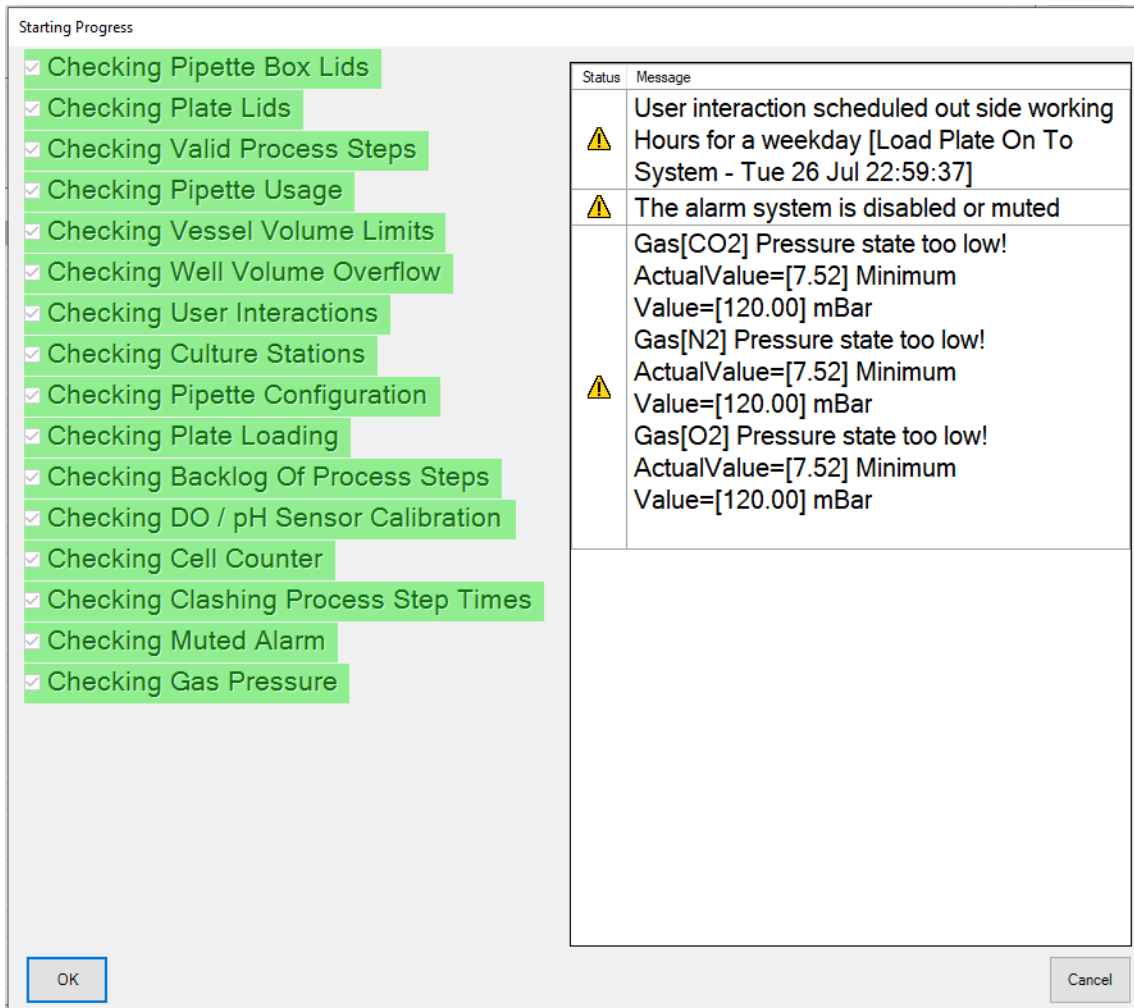 Starting Progress
Checking Pipette Box Lids
Checking Plate Lids
Checking Valid Process Steps
Checking Pipette Usage
Checking Vessel Volume Limits
Checking Well Volume Overflow
Checking User Interactions
Checking Culture Stations
Checking Pipette Configuration
Checking Plate Loading
Checking Backlog Of Process Steps
Checking DO / pH Sensor Calibration
Checking Cell Counter
Checking Clashing Process Step Times
Checking Muted Alarm
Checking Gas Pressure
Status Message
User interaction scheduled out side working
Hours for a weekday [Load Plate On To
System - Tue 26 Jul 22:59:37]
The alarm system is disabled or muted
Gas[CO2] Pressure state too low!
ActualValue=[7.52] Minimum
Value=[120.00] mBar
Gas[N2] Pressure state too low!
ActualValue=[7.52] Minimum
Value=[120.00] mBar
Gas[O2] Pressure state too low!
ActualValue=[7.52] Minimum
Value=[120.00] mBar
OK
Cancel